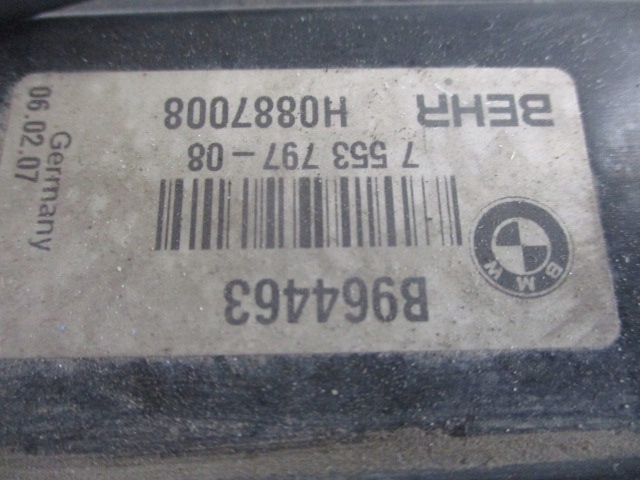 B964463
BMW
7 553 797-08
BEHR H0887008
Germany
06.02.07